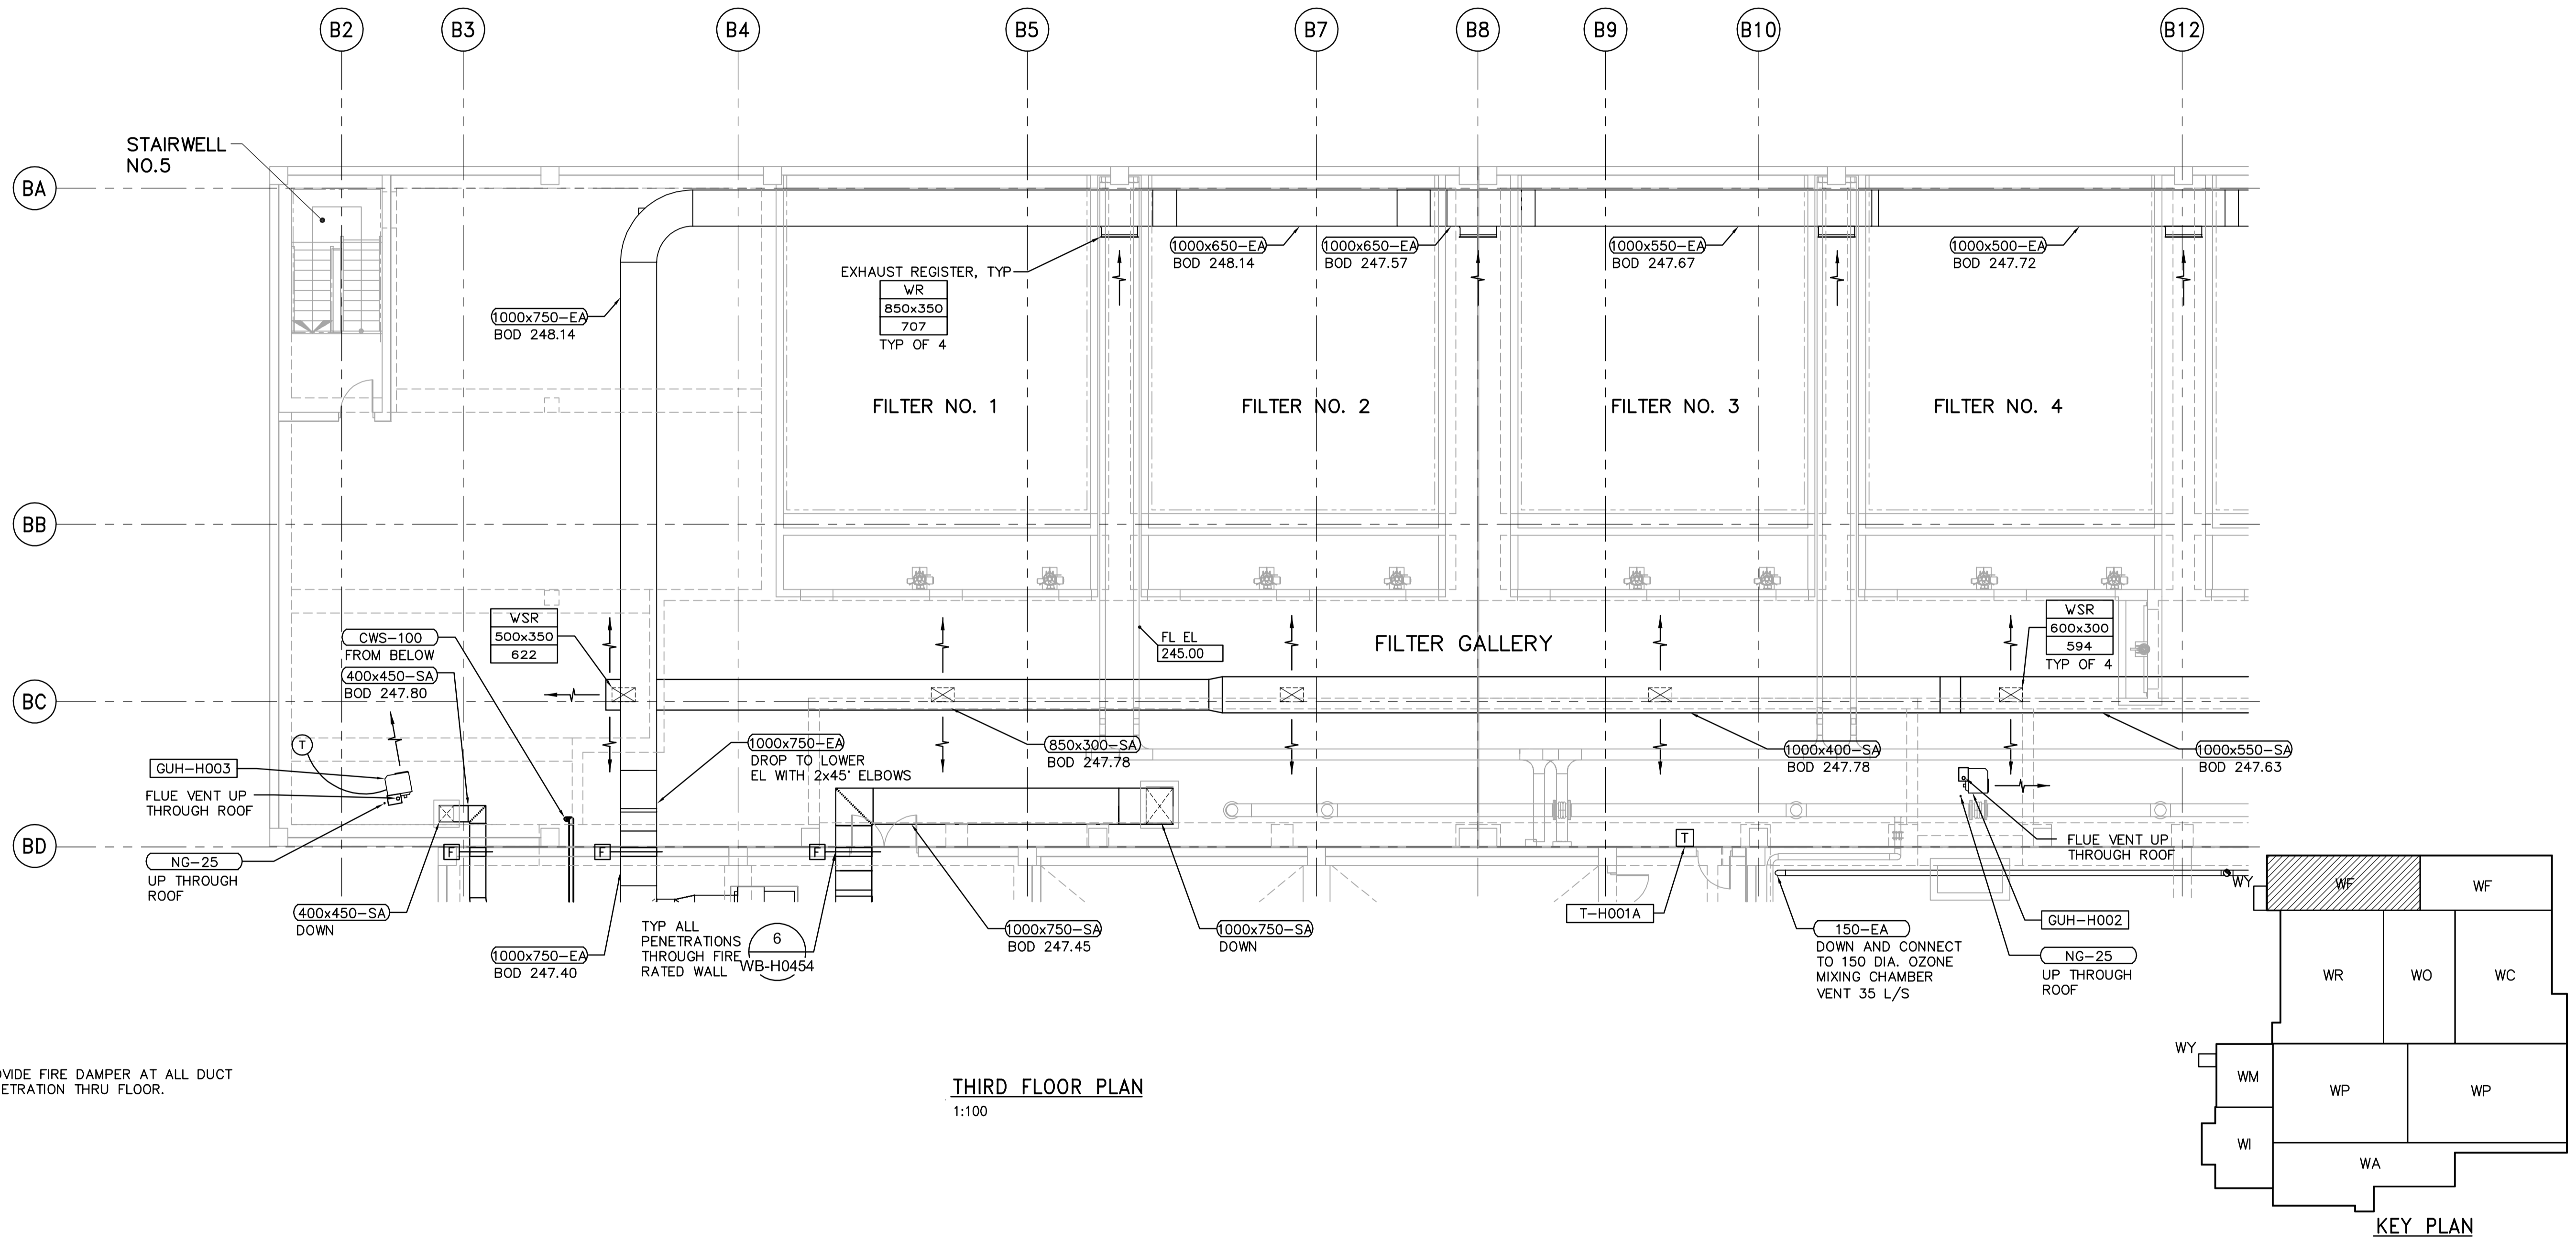 B2
B3
B4
B5
B7
B8
B9
B10
B12
STAIRWELL
NO.5
BA
1000x650-EA
BOD 248.14
1000x650-EA
BOD 247.57
1000x550-EA
BOD 247.67
1000x500-EA
BOD 247.72
EXHAUST REGISTER, TYP
WR
850x350
707
TYP OF 4
1000x750-EA
BOD 248.14
FILTER NO. 1
FILTER NO. 2
FILTER NO. 3
FILTER NO. 4
BB
WSR
500x350
622
CWS-100
FROM BELOW
400x450-SA
BOD 247.80
FL EL
245.00
FILTER GALLERY
WSR
600x300
594
TYP OF 4
BC
T
GUH-H003
FLUE VENT UP
THROUGH ROOF
1000x750-EA
DROP TO LOWER
EL WITH 2x45° ELBOWS
850x300-SA
BOD 247.78
1000x400-SA
BOD 247.78
1000x550-SA
BOD 247.63
BD
F
F
F
T
FLUE VENT UP
THROUGH ROOF
NG-25
UP THROUGH
ROOF
400x450-SA
DOWN
1000x750-EA
BOD 247.40
TYP ALL
PENETRATIONS
THROUGH FIRE
RATED WALL
6
WB-H0454
1000x750-SA
BOD 247.45
1000x750-SA
DOWN
T-H001A
150-EA
DOWN AND CONNECT
TO 150 DIA. OZONE
MIXING CHAMBER
VENT 35 L/S
GUH-H002
NG-25
UP THROUGH
ROOF
WY
WF
WF
WR
WO
WC
WY
WM
WP
WP
WI
WA
KEY PLAN
OVIDE FIRE DAMPER AT ALL DUCT
ETRATION THRU FLOOR.
THIRD FLOOR PLAN
1:100